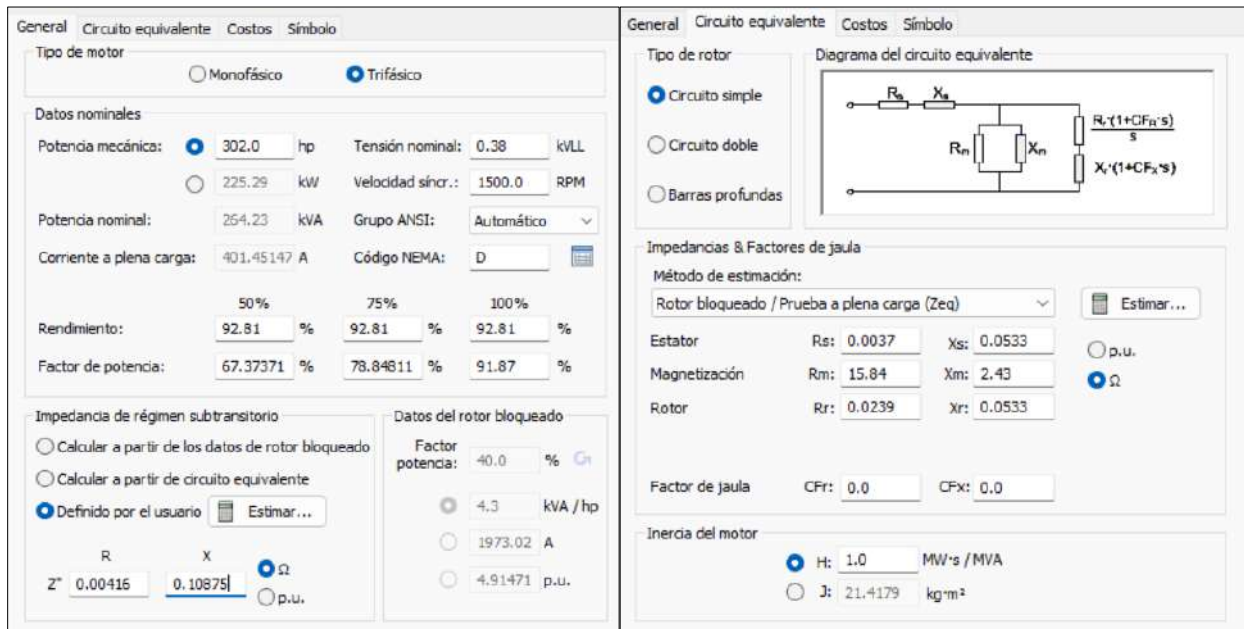 General Circuito equivalente Costos Símbolo
Tipo de motor
Monofásico Trifásico
Datos nominales
Potencia mecánica: 302.0 hp Tensión nominal: 0.38 kVLL
225.29 kW Velocidad síncr.: 1500.0 RPM
Potencia nominal: 264.23 kVA Grupo ANSI: Automático
Corriente a plena carga: 401.45147 A Código NEMA: D
50% 75% 100%
Rendimiento: 92.81 % 92.81 % 92.81 %
Factor de potencia: 67.37371 % 78.84811 % 91.87 %
Impedancia de régimen subtransitorio
Calcular a partir de los datos de rotor bloqueado
Calcular a partir de circuito equivalente
Definido por el usuario Estimar...
R X
Z" 0.00416 0.10875 Ω
p.u.
Datos del rotor bloqueado
Factor
potencia: 40.0 %
4.3 kVA / hp
1973.02 A
4.91471 p.u.
General Circuito equivalente Costos Símbolo
Tipo de rotor
Circuito simple
Circuito doble
Barras profundas
Diagrama del circuito equivalente
Rs Xs
Rr·(1+CFR·s)
s
Rm Xm
Xr·(1+CFx·s)
Impedancias & Factores de jaula
Método de estimación:
Rotor bloqueado / Prueba a plena carga (Zeq) Estimar...
Estator Rs: 0.0037 Xs: 0.0533
p.u.
Magnetización Rm: 15.84 Xm: 2.43
Ω
Rotor Rr: 0.0239 Xr: 0.0533
Factor de jaula CFr: 0.0 CFx: 0.0
Inercia del motor
H: 1.0 MW·s / MVA
J: 21.4179 kg·m²